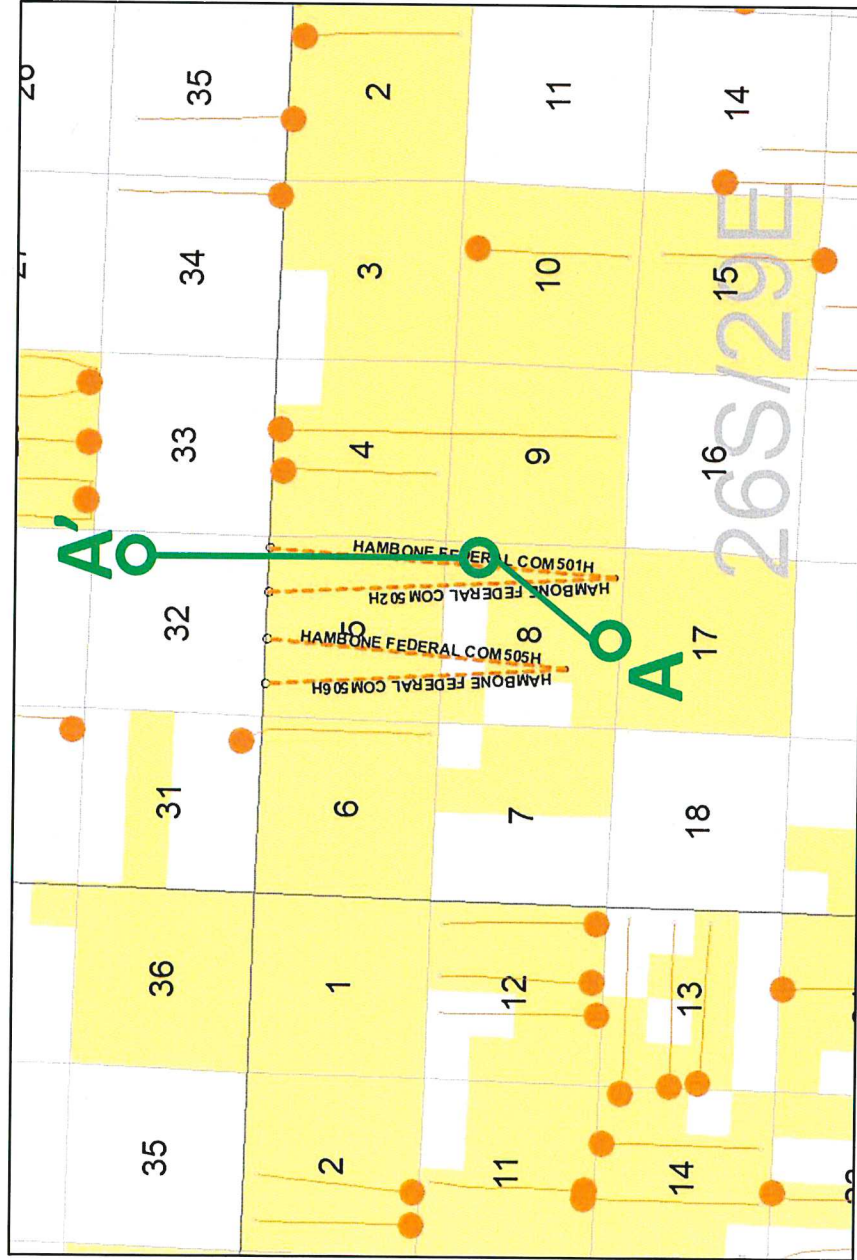 A'
35 36 31 32 33 34 35
2 1 6 5 4 3 2
HAMBONE FEDERAL COM 506H
HAMBONE FEDERAL COM 505H
HAMBONE FEDERAL COM 502H
HAMBONE FEDERAL COM 501H
11 12 7 8 9 10 11
A
14 13 18 17 16 15 14
26S/29E